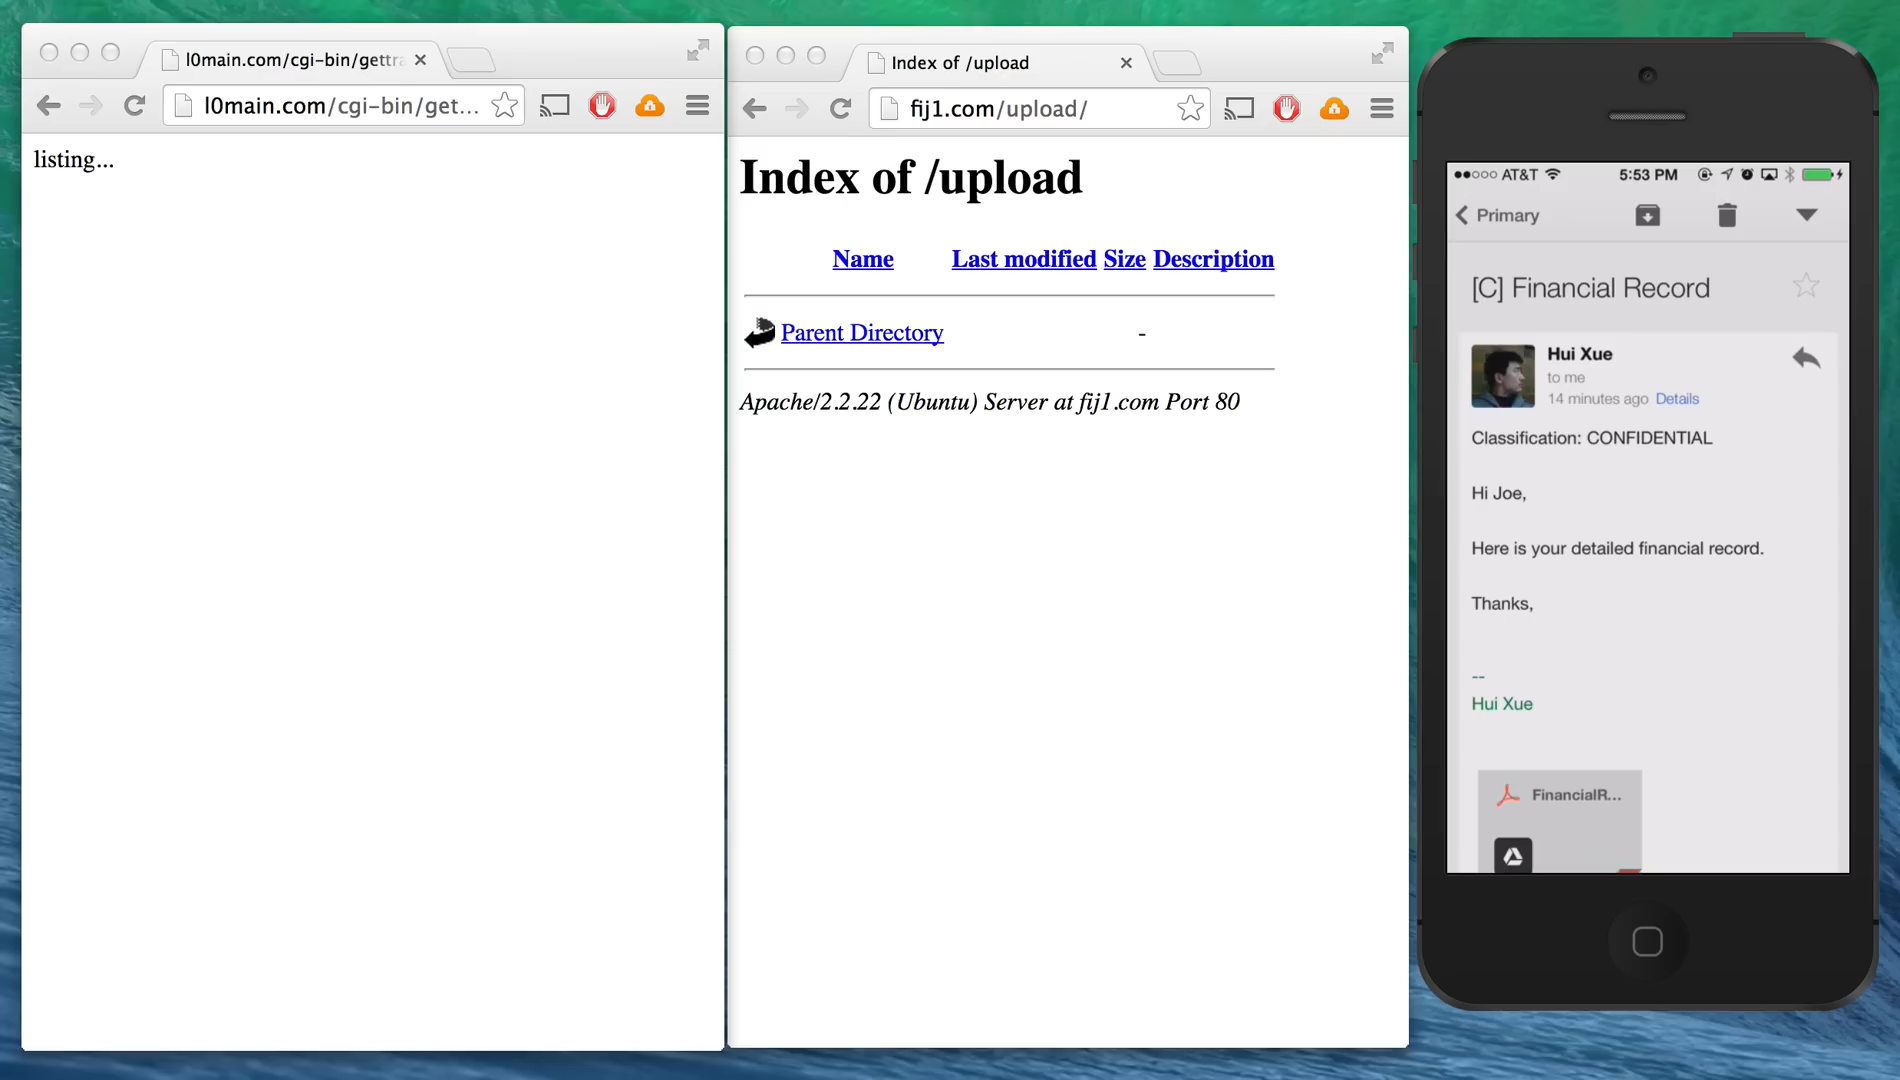 l0main.com/cgi-bin/gettra
l0main.com/cgi-bin/get...
listing...
Index of /upload
fij1.com/upload/
Index of /upload
Name Last modified Size Description
Parent Directory -
Apache/2.2.22 (Ubuntu) Server at fij1.com Port 80
AT&T 5:53 PM
Primary
[C] Financial Record
Hui Xue
to me
14 minutes ago Details
Classification: CONFIDENTIAL
Hi Joe,
Here is your detailed financial record.
Thanks,
--
Hui Xue
FinancialR...